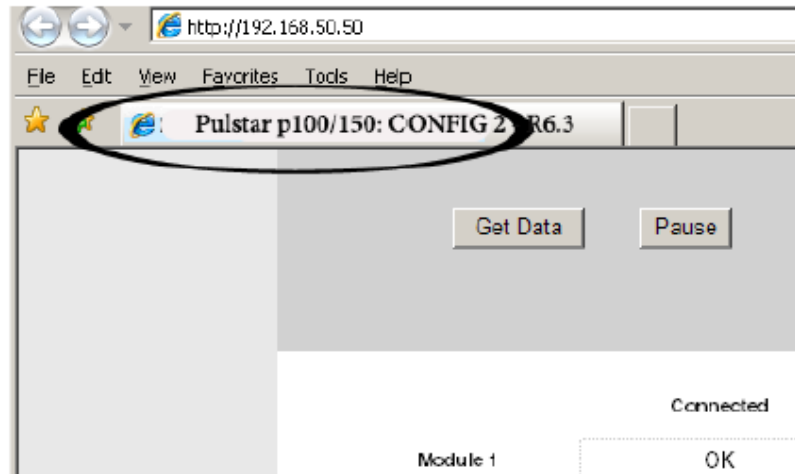 http://192.168.50.50
File Edit View Favorites Tools Help
Pulstar p100/150: CONFIG 2 R6.3
Get Data Pause
Connected
Module 1 OK